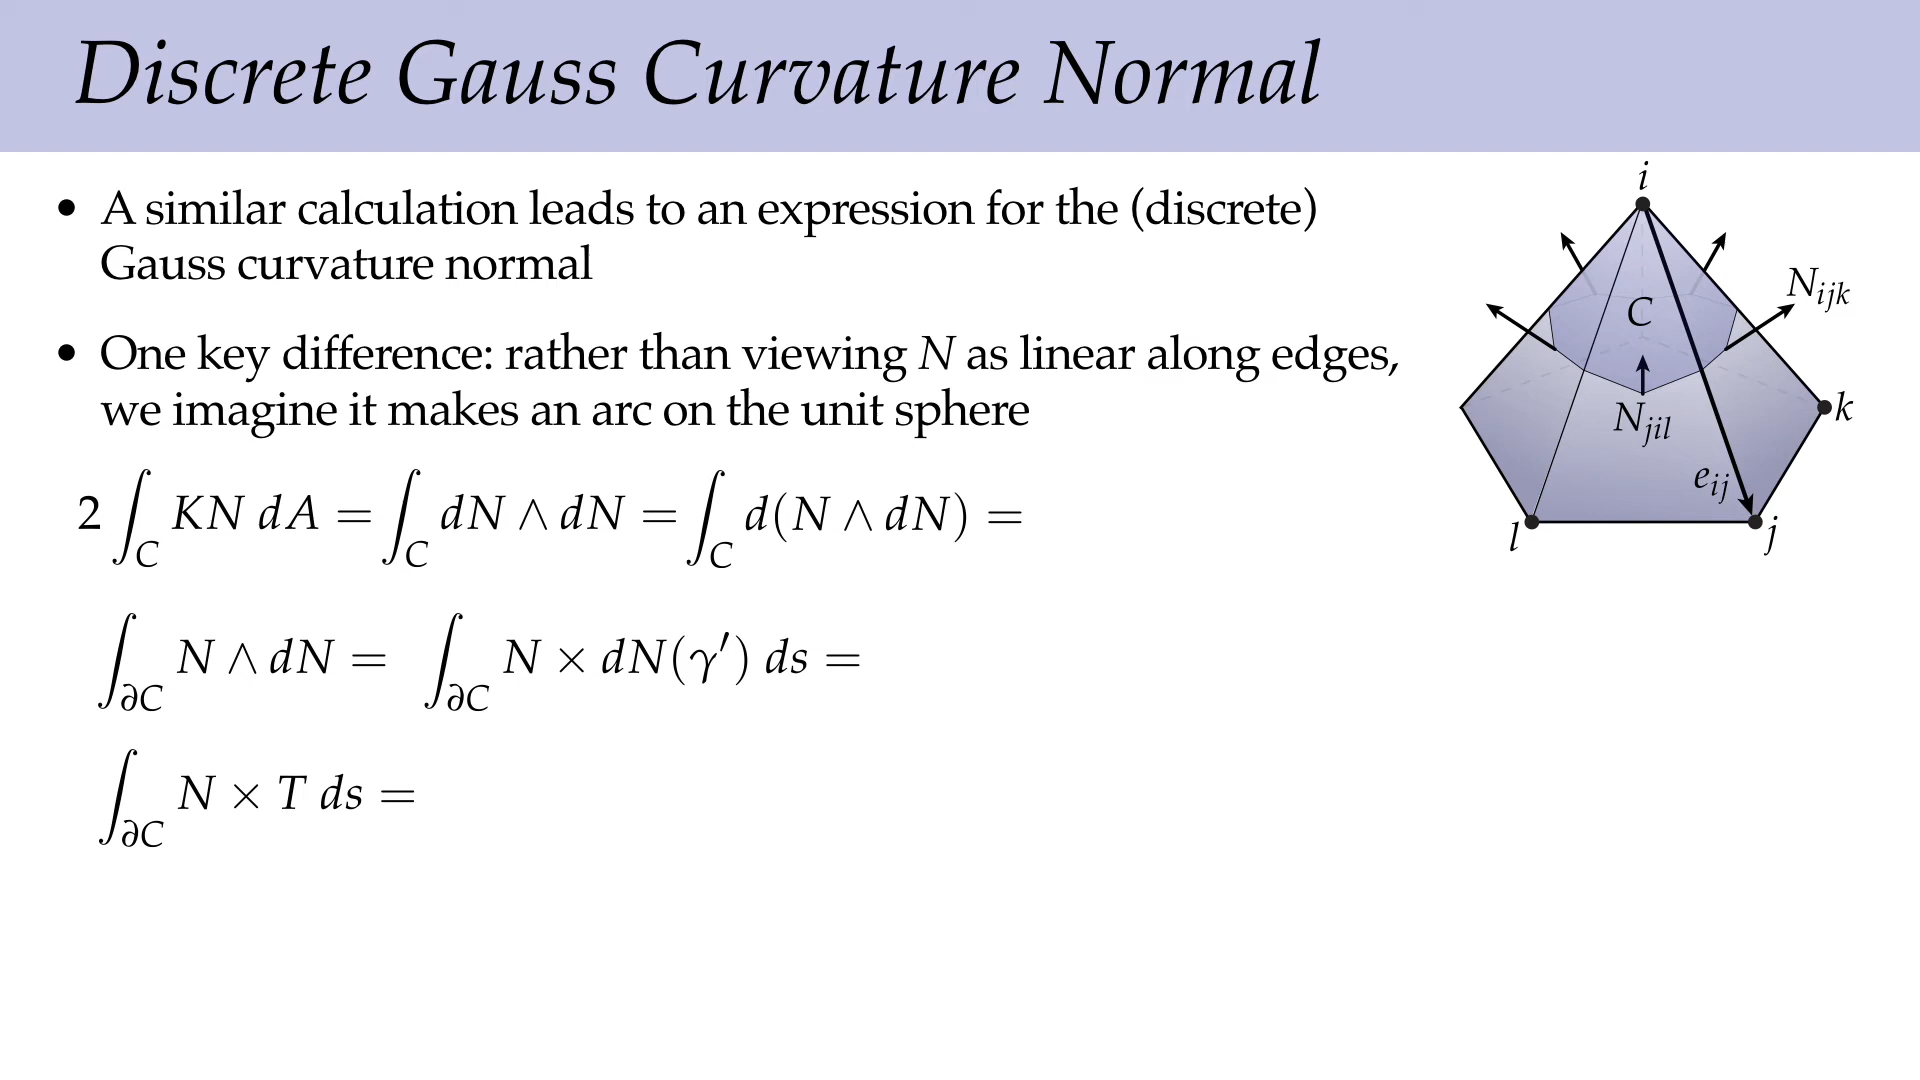 Discrete Gauss Curvature Normal
• A similar calculation leads to an expression for the (discrete)
Gauss curvature normal
• One key difference: rather than viewing N as linear along edges,
we imagine it makes an arc on the unit sphere
2 ∫_C KN dA = ∫_C dN ∧ dN = ∫_C d(N ∧ dN) =
∫_∂C N ∧ dN = ∫_∂C N × dN(γ′) ds =
∫_∂C N × T ds =
i
N_ijk
C
k
N_jil
e_ij
l
j